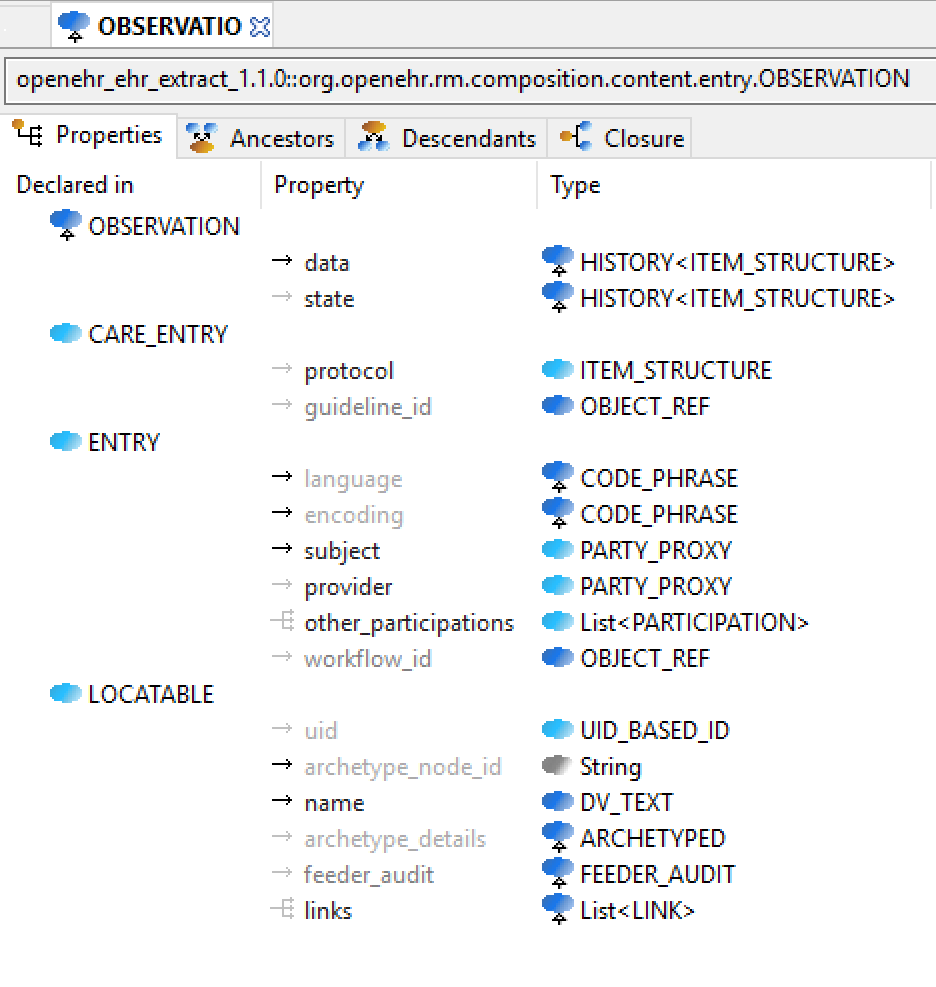 OBSERVATIO
openehr_ehr_extract_1.1.0::org.openehr.rm.composition.content.entry.OBSERVATION
Properties Ancestors Descendants Closure
Declared in Property Type
OBSERVATION
data HISTORY<ITEM_STRUCTURE>
state HISTORY<ITEM_STRUCTURE>
CARE_ENTRY
protocol ITEM_STRUCTURE
guideline_id OBJECT_REF
ENTRY
language CODE_PHRASE
encoding CODE_PHRASE
subject PARTY_PROXY
provider PARTY_PROXY
other_participations List<PARTICIPATION>
workflow_id OBJECT_REF
LOCATABLE
uid UID_BASED_ID
archetype_node_id String
name DV_TEXT
archetype_details ARCHETYPED
feeder_audit FEEDER_AUDIT
links List<LINK>